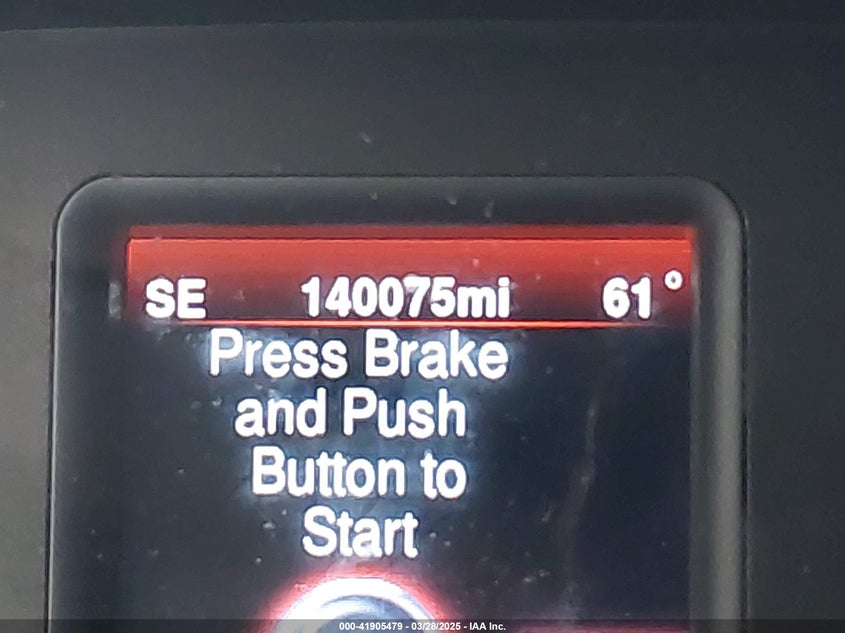 SE 140075mi 61°
Press Brake
and Push
Button to
Start
000-41905479 - 03/28/2025 - IAA Inc.